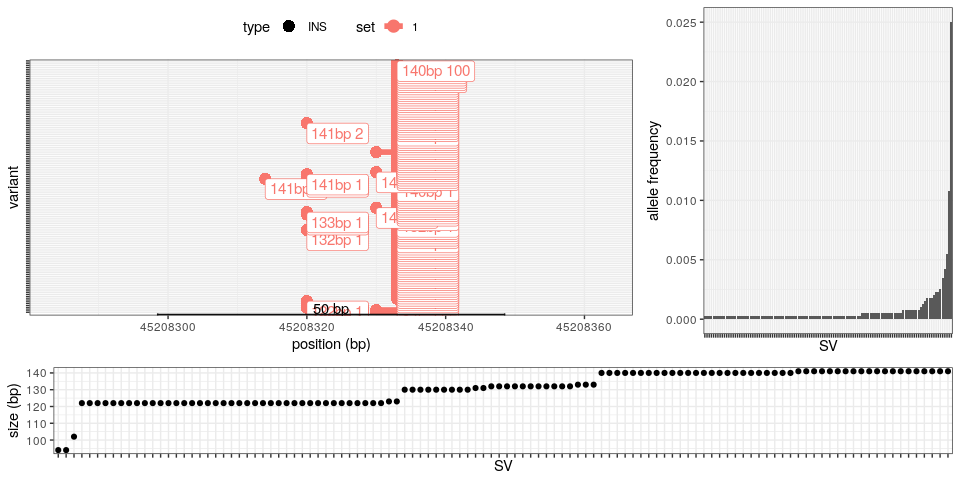 type INS set 1
140bp 100
141bp 2
141bp 1
133bp 1
132bp 1
50 bp
variant
45208300 45208320 45208340 45208360
position (bp)
0.025
0.020
0.015
0.010
0.005
0.000
allele frequency
SV
140
130
120
110
100
size (bp)
SV